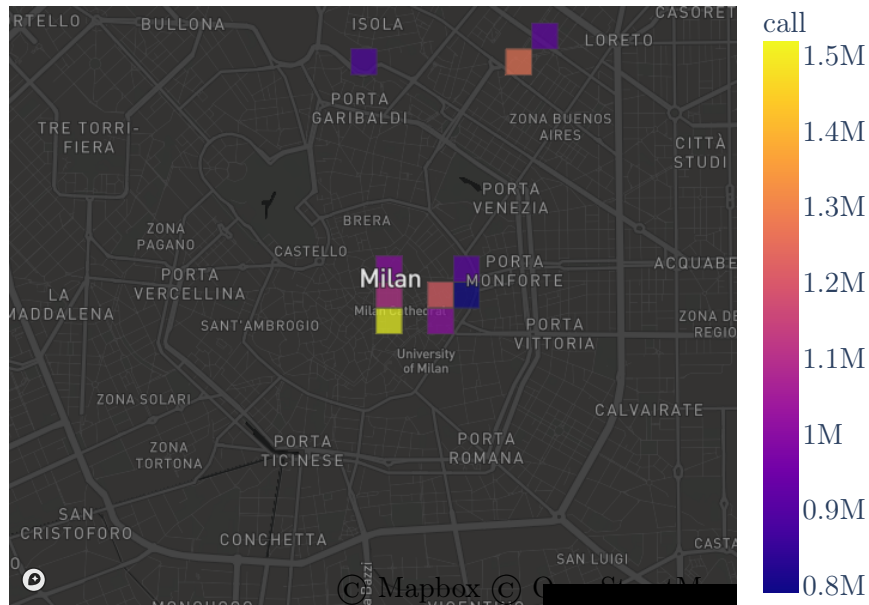 RTELLO
BULLONA
ISOLA
CASORET
LORETO
PORTA
GARIBALDI
ZONA BUENOS
AIRES
TRE TORRI-
FIERA
CITTÀ
STUDI
PORTA
VENEZIA
BRERA
ZONA
PAGANO
CASTELLO
PORTA
MONFORTE
ACQUABE
Milan
PORTA
VERCELLINA
LA
MADDALENA
Milan Cathedral
SANT'AMBROGIO
PORTA
VITTORIA
ZONA DE
REGIO
University
of Milan
ZONA SOLARI
CALVAIRATE
ZONA
TORTONA
PORTA
TICINESE
PORTA
ROMANA
SAN
CRISTOFORO
CONCHETTA
CASTA
SAN LUIGI
O
© Mapbox ©
VICENTINO
call
1.5M
1.4M
1.3M
1.2M
1.1M
1M
0.9M
0.8M